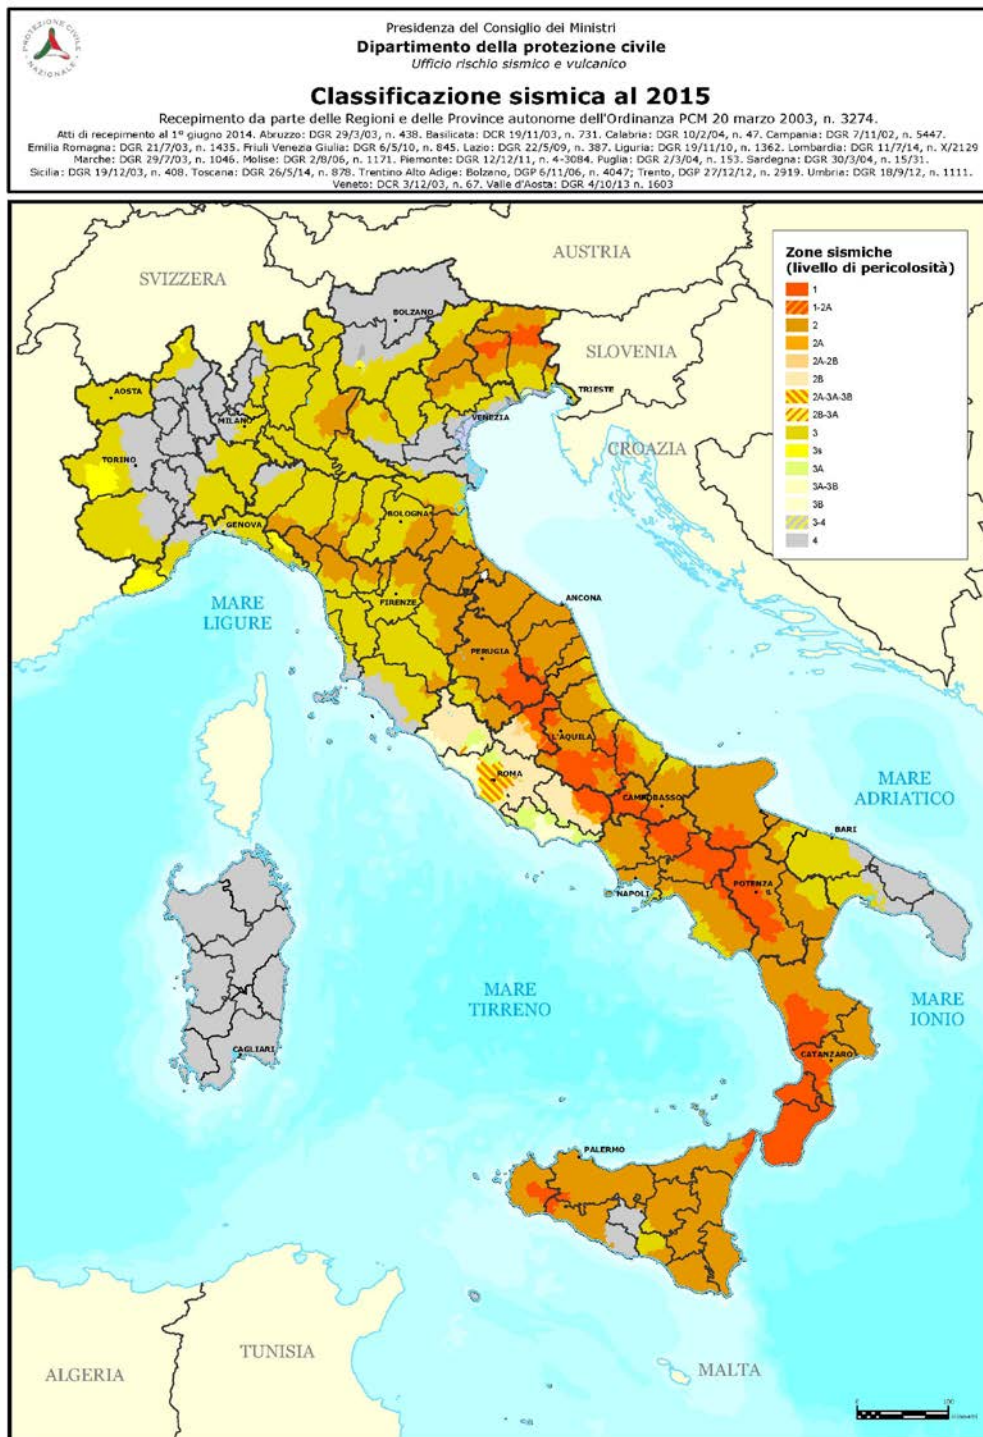 PROTEZIONE CIVILE
NAZIONALE
Presidenza del Consiglio dei Ministri
Dipartimento della protezione civile
Ufficio rischio sismico e vulcanico
Classificazione sismica al 2015
Recepimento da parte delle Regioni e delle Province autonome dell'Ordinanza PCM 20 marzo 2003, n. 3274.
Atti di recepimento al 1º giugno 2014. Abruzzo: DGR 29/3/03, n. 438. Basilicata: DCR 19/11/03, n. 731. Calabria: DGR 10/2/04, n. 47. Campania: DGR 7/11/02, n. 5447.
Emilia Romagna: DGR 21/7/03, n. 1435. Friuli Venezia Giulia: DGR 6/5/10, n. 845. Lazio: DGR 22/5/09, n. 387. Liguria: DGR 19/11/10, n. 1362. Lombardia: DGR 11/7/14, n. X/2129
Marche: DGR 29/7/03, n. 1046. Molise: DGR 2/8/06, n. 1171. Piemonte: DGR 12/12/11, n. 4-3084. Puglia: DGR 2/3/04, n. 153. Sardegna: DGR 30/3/04, n. 15/31.
Sicilia: DGR 19/12/03, n. 408. Toscana: DGR 26/5/14, n. 878. Trentino Alto Adige: Bolzano, DGP 6/11/06, n. 4047; Trento, DGP 27/12/12, n. 2919. Umbria: DGR 18/9/12, n. 1111.
Veneto: DCR 3/12/03, n. 67. Valle d'Aosta: DGR 4/10/13 n. 1603
AUSTRIA
SVIZZERA
Zone sismiche
(livello di pericolosità)
1
1-2A
2
2A
2A-2B
2B
2A-3A-3B
2B-3A
3
3s
3A
3A-3B
3B
3-4
4
BOLZANO
SLOVENIA
AOSTA
TRIESTE
MILANO
VENEZIA
CROAZIA
TORINO
BOLOGNA
GENOVA
FIRENZE
ANCONA
MARE
LIGURE
PERUGIA
L'AQUILA
ROMA
MARE
ADRIATICO
CAMPOBASSO
BARI
POTENZA
NAPOLI
MARE
TIRRENO
MARE
IONIO
CAGLIARI
CATANZARO
PALERMO
TUNISIA
ALGERIA
MALTA
0
100